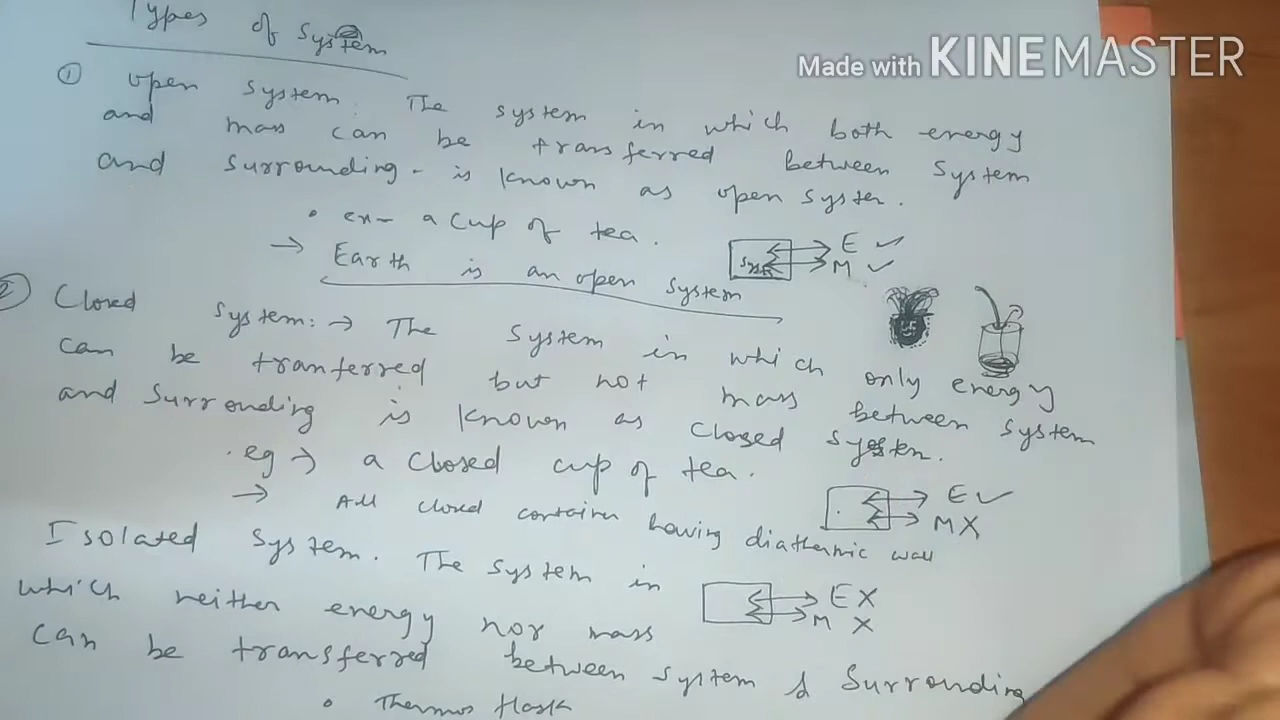 Types of System
Made with KINEMASTER
① open system. The system in which both energy
and mass can be transferred between system
and surrounding. is known as open system.
• ex- a cup of tea.
→ Earth is an open system
E ✓
M ✓
② Closed system: → The system in which only energy
can be tranferred but not mass between system
and surrounding is known as closed system.
• eg → a closed cup of tea.
→ All closed container having diathermic wall
E ✓
M X
Isolated system. The system in
which neither energy nor mass
can be transferred between system & surrounding
E X
M X
• Thermos flask